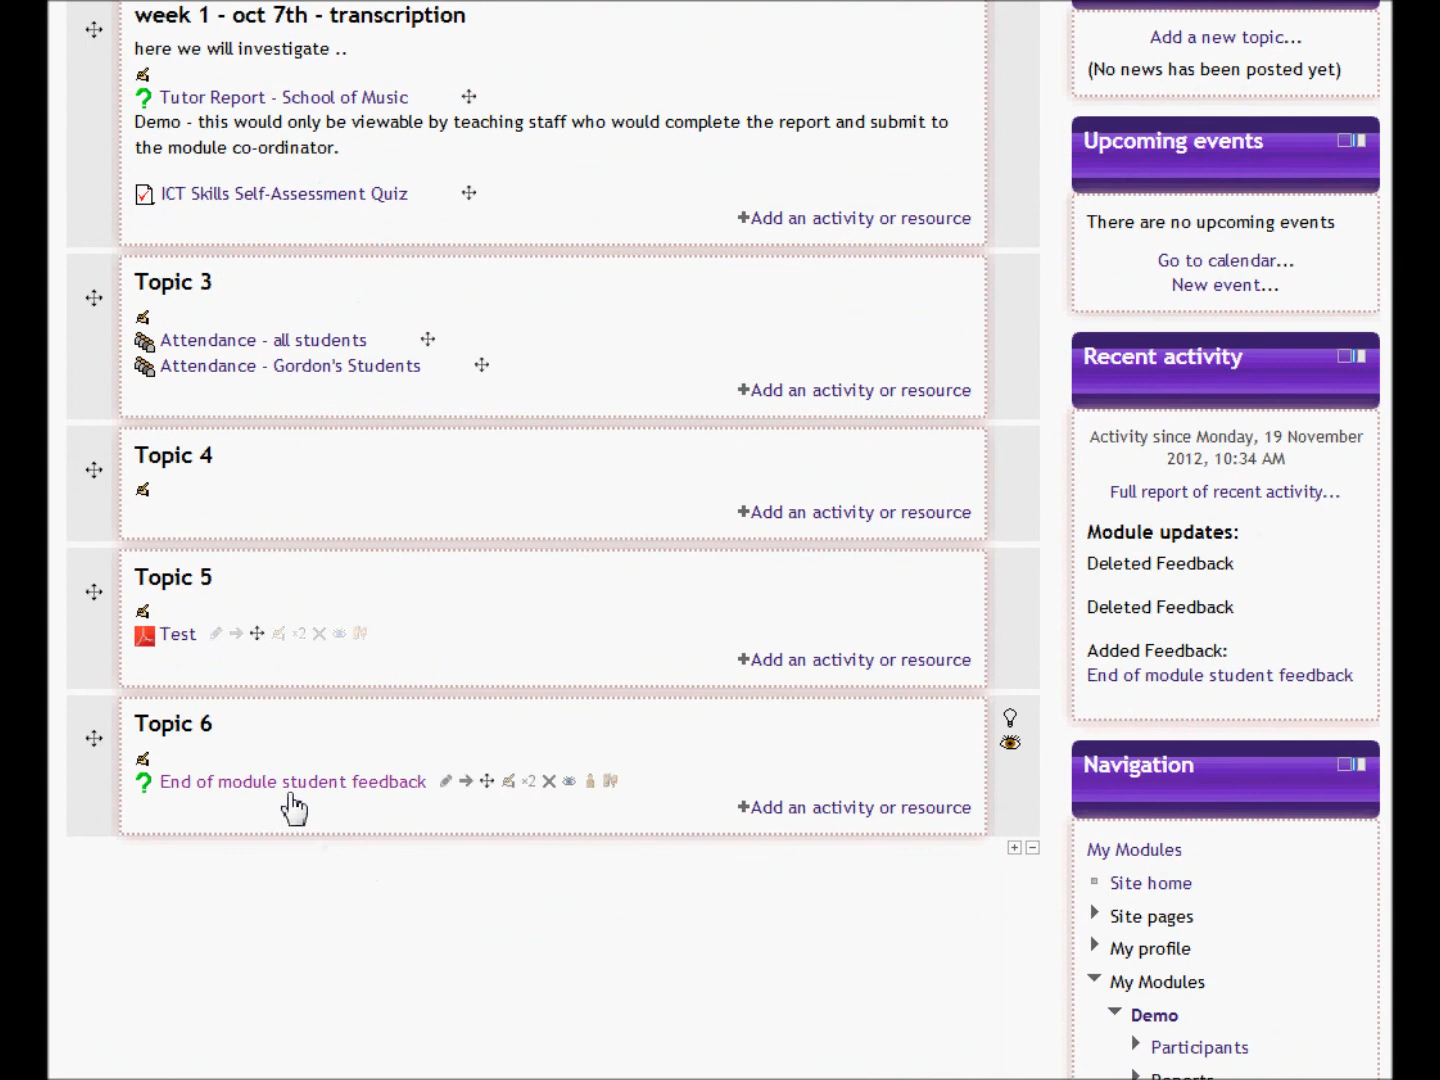 week 1 - oct 7th - transcription
here we will investigate ..
Tutor Report - School of Music
Demo - this would only be viewable by teaching staff who would complete the report and submit to
the module co-ordinator.
ICT Skills Self-Assessment Quiz
Add an activity or resource
Topic 3
Attendance - all students
Attendance - Gordon's Students
Add an activity or resource
Topic 4
Add an activity or resource
Topic 5
Test ×2
Add an activity or resource
Topic 6
End of module student feedback ×2
Add an activity or resource
Add a new topic...
(No news has been posted yet)
Upcoming events
There are no upcoming events
Go to calendar...
New event...
Recent activity
Activity since Monday, 19 November
2012, 10:34 AM
Full report of recent activity...
Module updates:
Deleted Feedback
Deleted Feedback
Added Feedback:
End of module student feedback
Navigation
My Modules
Site home
Site pages
My profile
My Modules
Demo
Participants